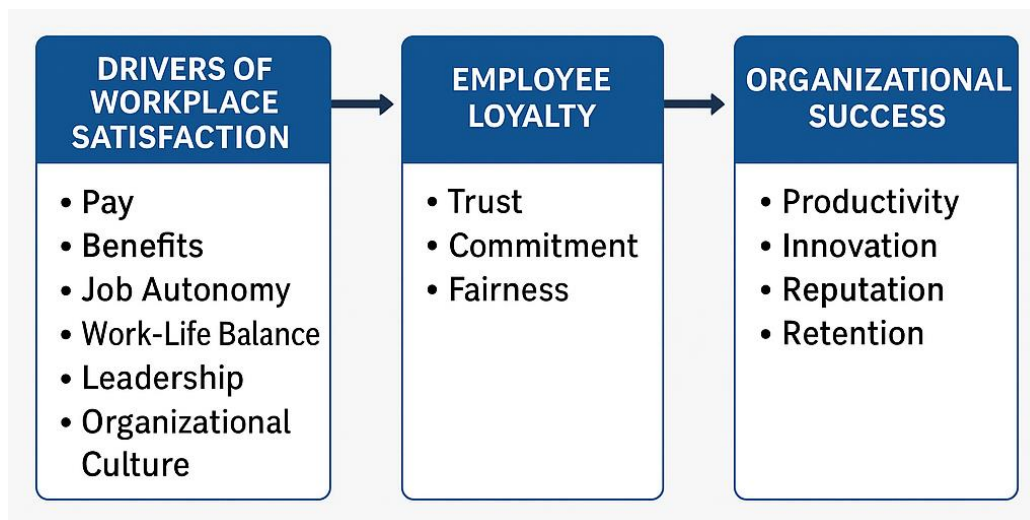 DRIVERS OF
WORKPLACE
SATISFACTION
• Pay
• Benefits
• Job Autonomy
• Work-Life Balance
• Leadership
• Organizational
Culture
EMPLOYEE
LOYALTY
• Trust
• Commitment
• Fairness
ORGANIZATIONAL
SUCCESS
• Productivity
• Innovation
• Reputation
• Retention